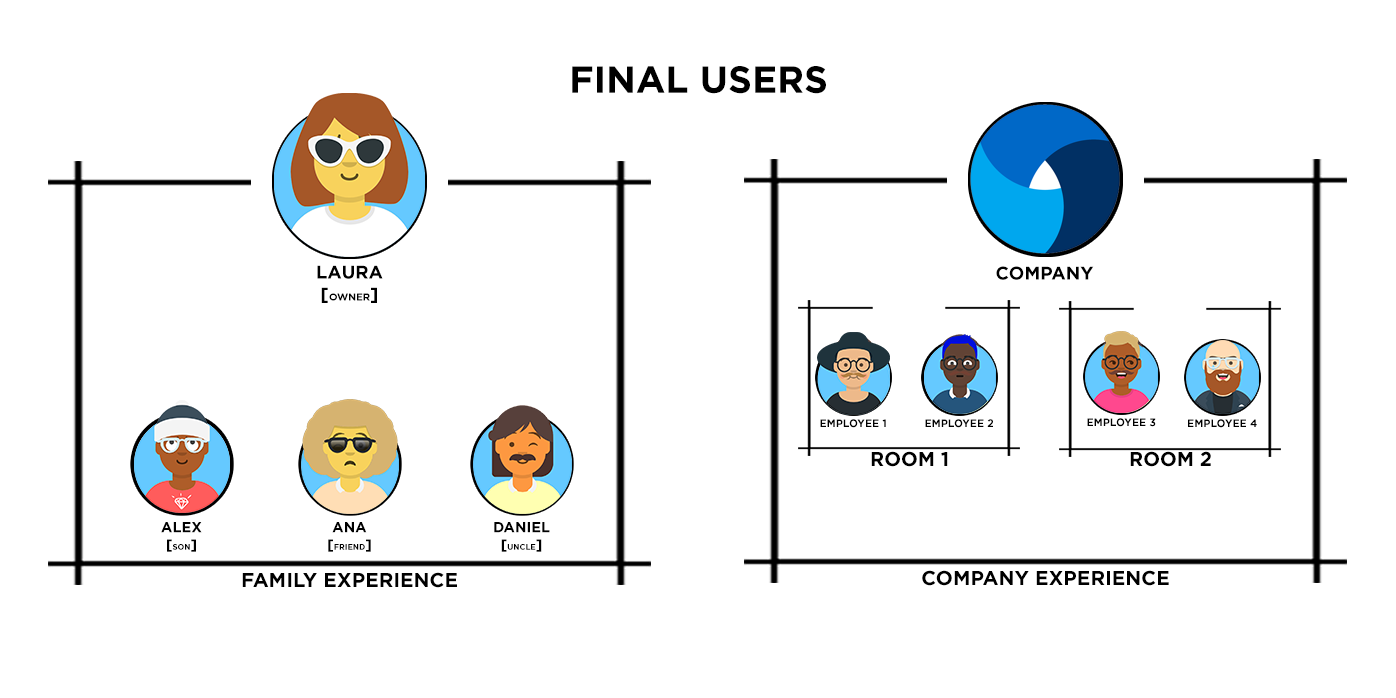 FINAL USERS
LAURA
[OWNER]
ALEX
[SON]
ANA
[FRIEND]
DANIEL
[UNCLE]
FAMILY EXPERIENCE
COMPANY
EMPLOYEE 1
EMPLOYEE 2
ROOM 1
EMPLOYEE 3
EMPLOYEE 4
ROOM 2
COMPANY EXPERIENCE